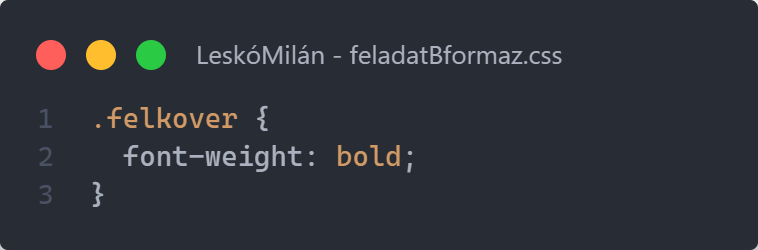 LeskóMilán - feladatBformaz.css
1 .felkover {
2   font-weight: bold;
3 }